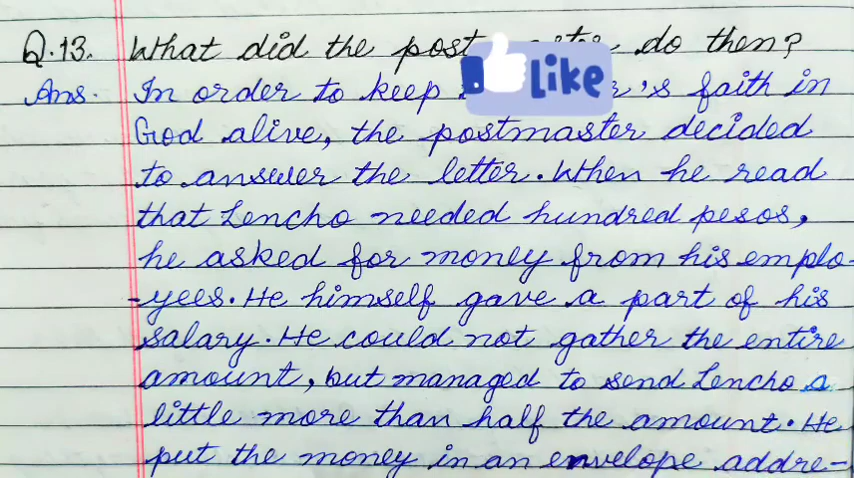 Q.13. What did the post do then?
Ans. In order to keep 's faith in
God alive, the postmaster decided
to answer the letter. When he read
that Lencho needed hundred pesos,
he asked for money from his emplo-
-yees. He himself gave a part of his
salary. He could not gather the entire
amount, but managed to send Lencho a
little more than half the amount. He
put the money in an envelope addre-
Like